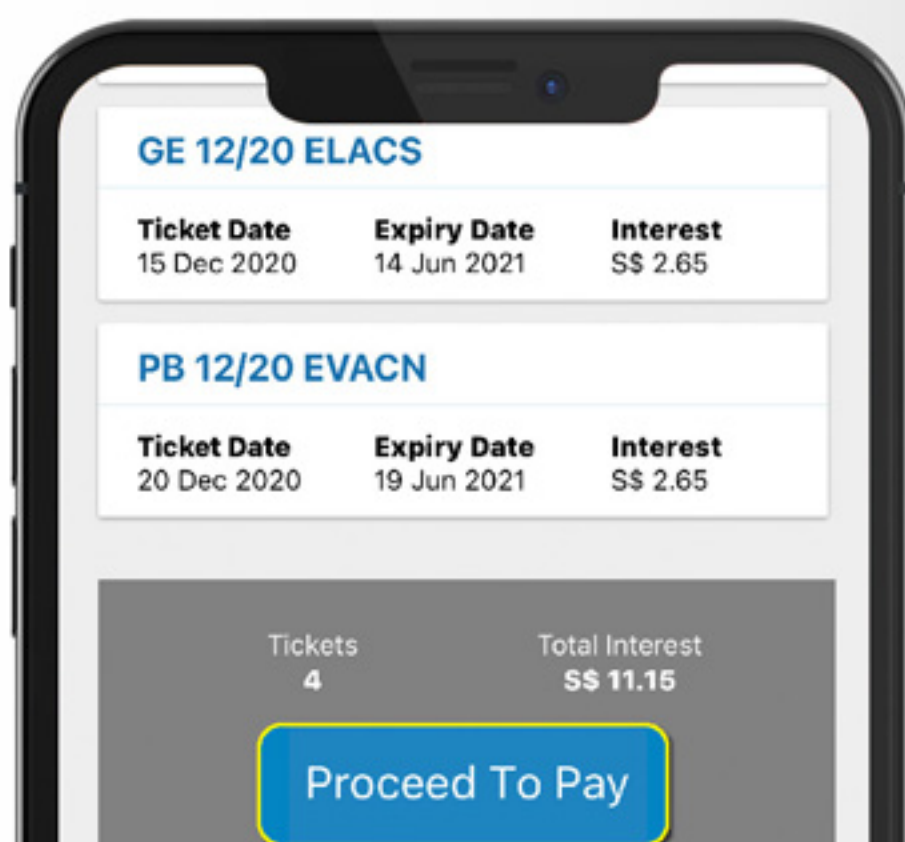 GE 12/20 ELACS
Ticket Date Expiry Date Interest
15 Dec 2020 14 Jun 2021 S$ 2.65
PB 12/20 EVACN
Ticket Date Expiry Date Interest
20 Dec 2020 19 Jun 2021 S$ 2.65
Tickets Total Interest
4 S$ 11.15
Proceed To Pay